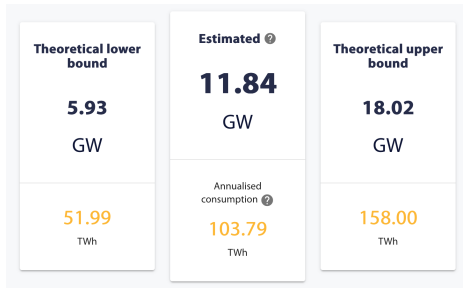 Theoretical lower
bound
5.93
GW
51.99
TWh
Estimated ?
11.84
GW
Annualised
consumption ?
103.79
TWh
Theoretical upper
bound
18.02
GW
158.00
TWh